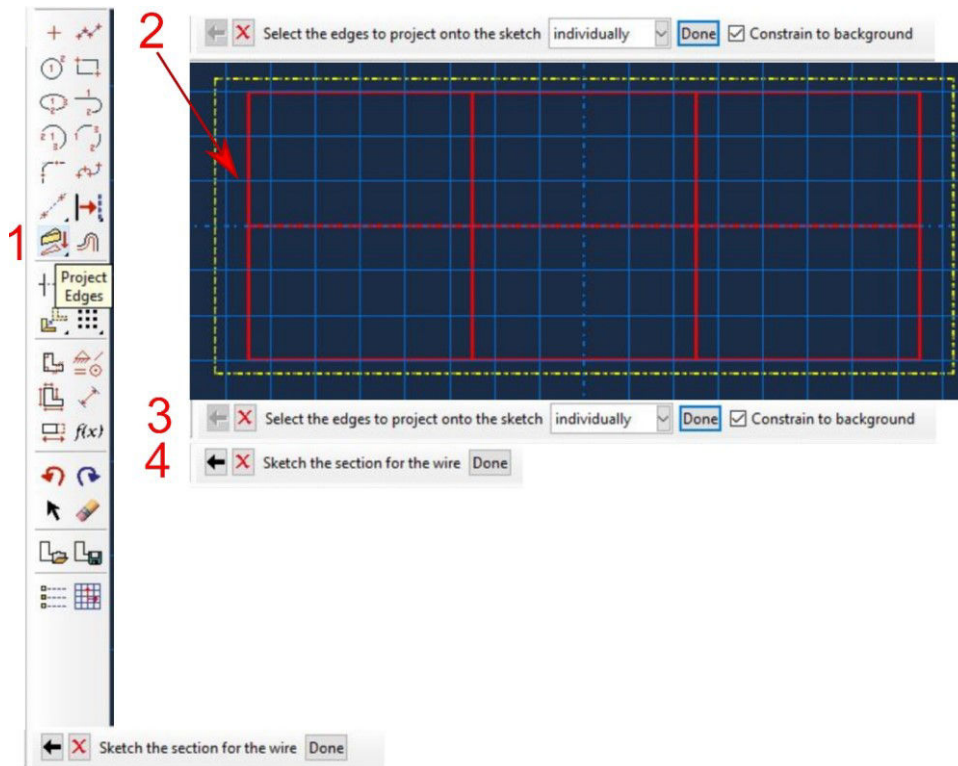 2
Select the edges to project onto the sketch individually Done Constrain to background
1
Project
Edges
f(x)
3
Select the edges to project onto the sketch individually Done Constrain to background
4
Sketch the section for the wire Done
Sketch the section for the wire Done